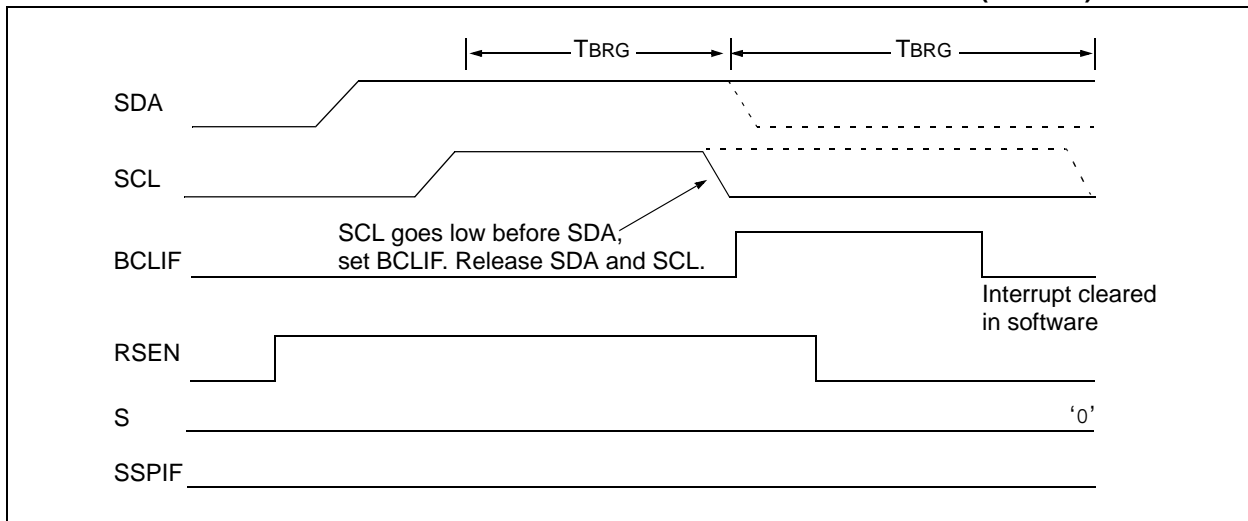 TBRG
TBRG
SDA
SCL
SCL goes low before SDA,
set BCLIF. Release SDA and SCL.
BCLIF
Interrupt cleared
in software
RSEN
S
‘0’
SSPIF